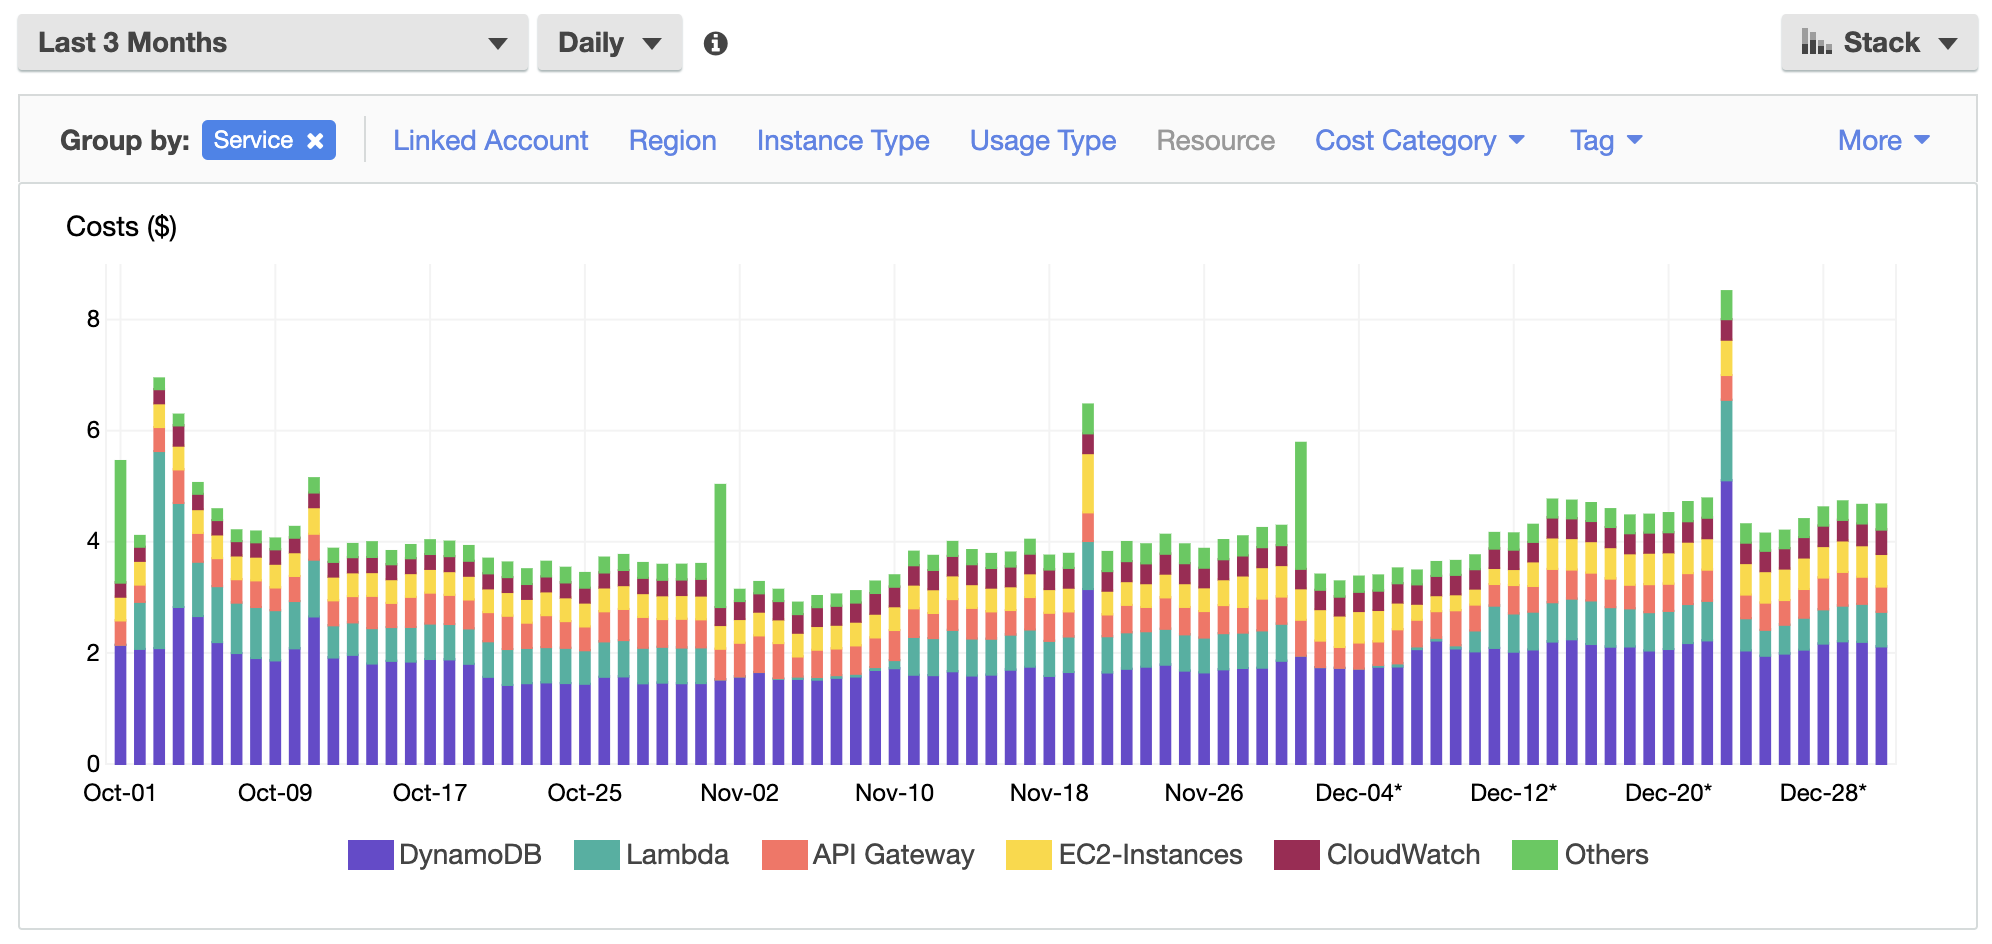 Last 3 Months Daily Stack
Group by: Service Linked Account Region Instance Type Usage Type Resource Cost Category Tag More
Costs ($)
8
6
4
2
0
Oct-01 Oct-09 Oct-17 Oct-25 Nov-02 Nov-10 Nov-18 Nov-26 Dec-04* Dec-12* Dec-20* Dec-28*
DynamoDB Lambda API Gateway EC2-Instances CloudWatch Others